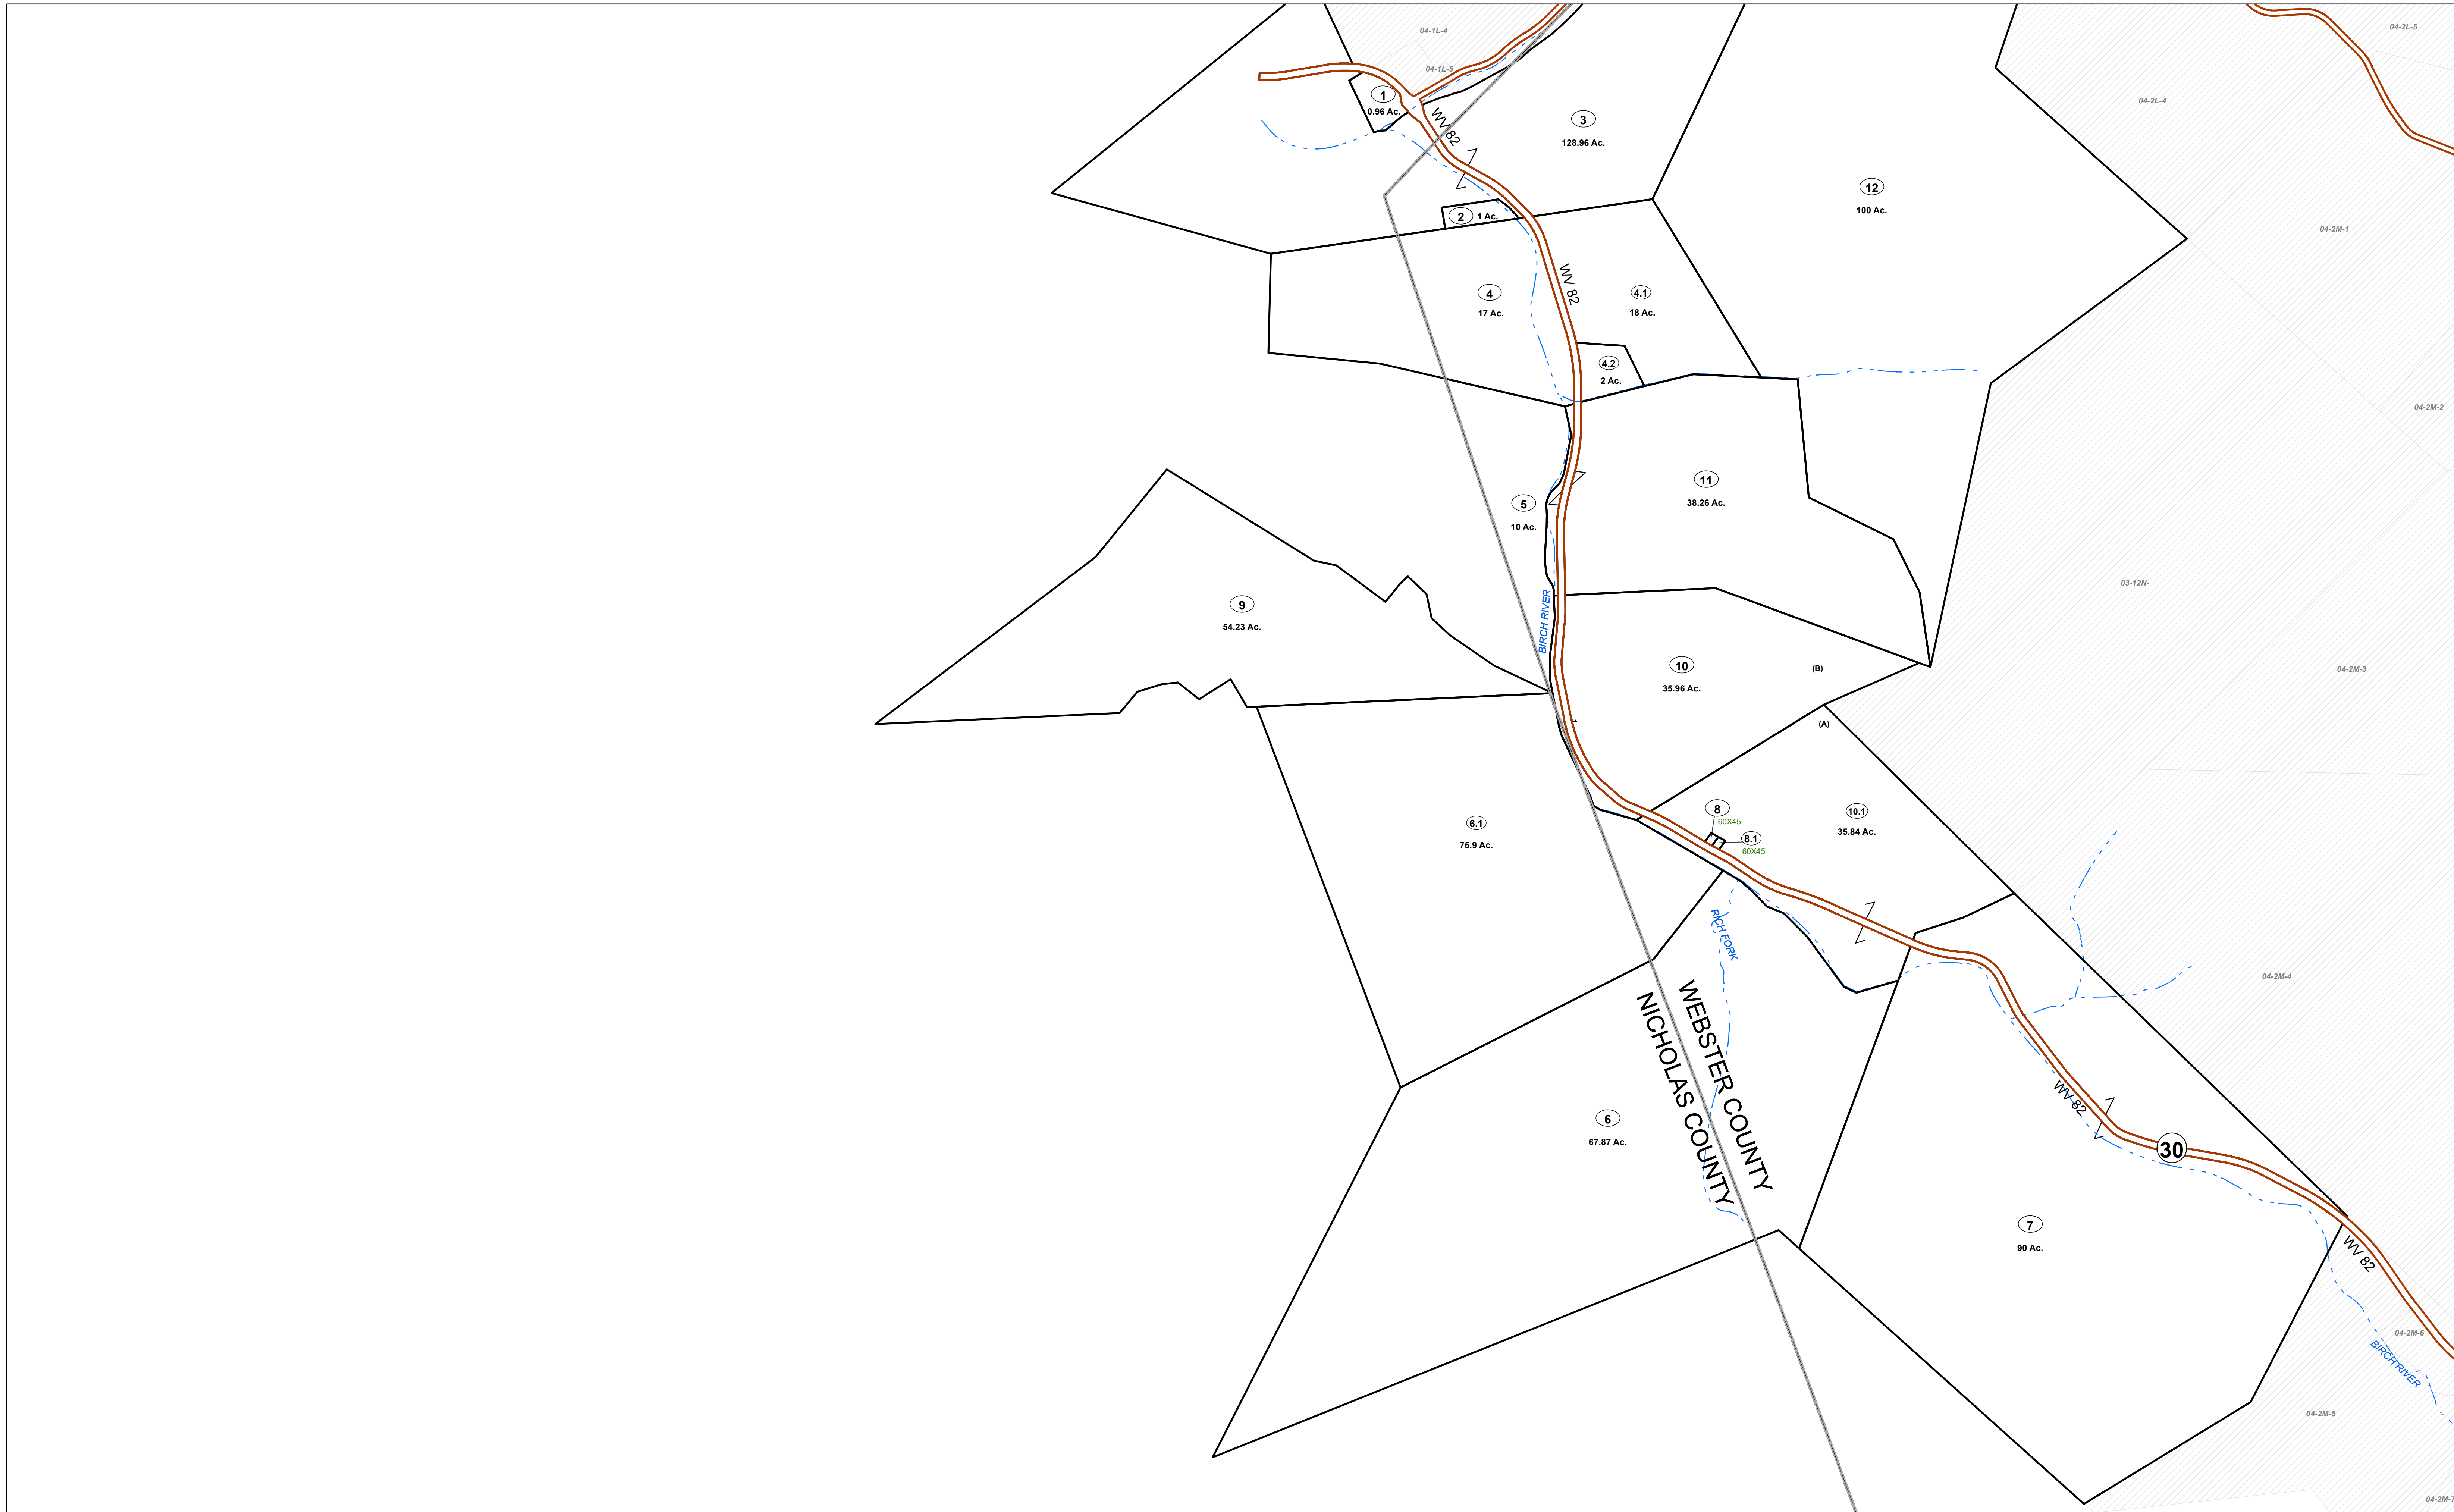 04-1L-4
04-2L-5
04-1L-5
1
0.96 Ac.
04-2L-4
WV 82
3
128.96 Ac.
12
100 Ac.
2
1 Ac.
04-2M-1
WV 82
4
17 Ac.
4.1
18 Ac.
4.2
2 Ac.
04-2M-2
11
38.26 Ac.
5
10 Ac.
03-12N-
9
54.23 Ac.
BIRCH RIVER
10
35.96 Ac.
(B)
04-2M-3
(A)
8
60X45
10.1
35.84 Ac.
6.1
75.9 Ac.
8.1
60X45
RICH FORK
04-2M-4
WEBSTER COUNTY
NICHOLAS COUNTY
WV 82
6
67.87 Ac.
30
7
90 Ac.
WV 82
04-2M-6
BIRCH RIVER
04-2M-5
04-2M-7